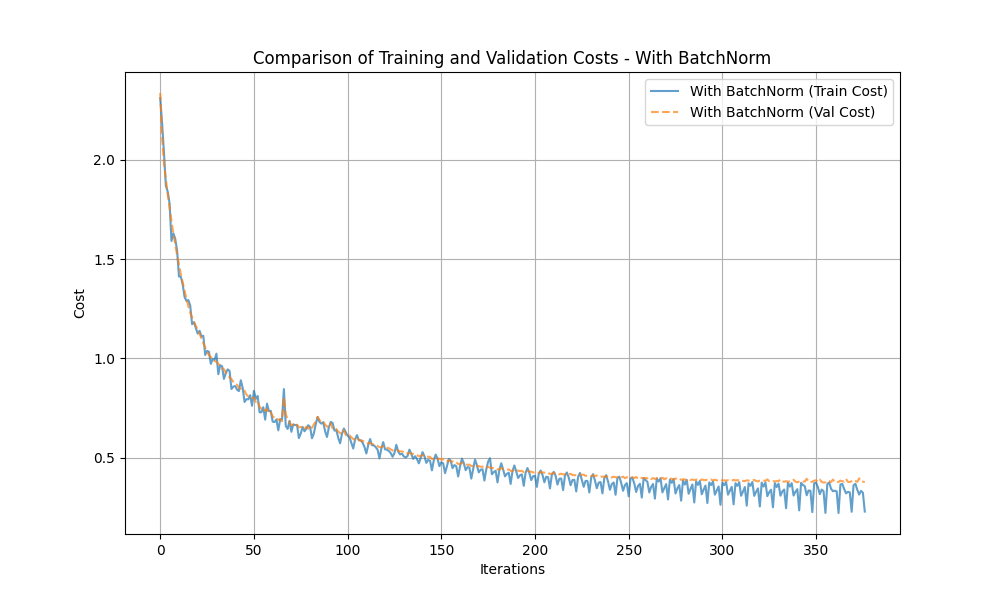 Comparison of Training and Validation Costs - With BatchNorm
With BatchNorm (Train Cost)
With BatchNorm (Val Cost)
2.0
1.5
1.0
0.5
Cost
0 50 100 150 200 250 300 350
Iterations